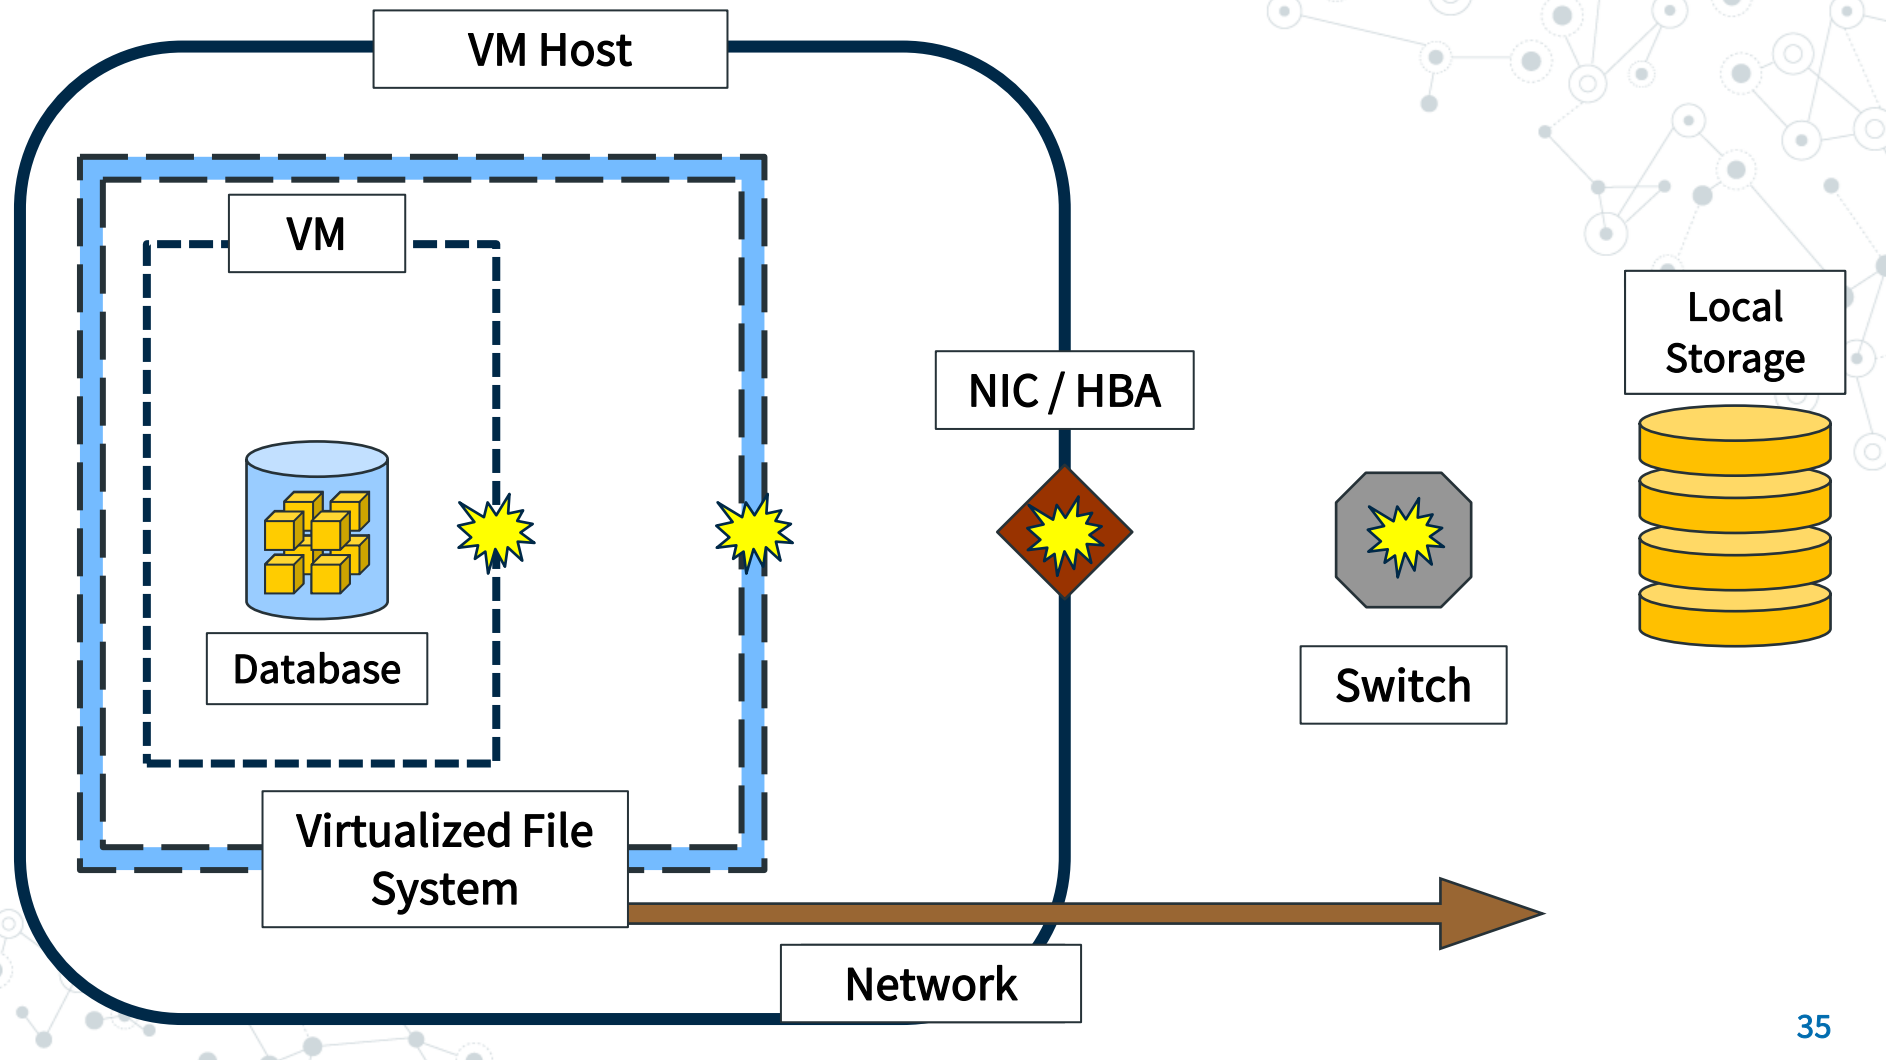 VM Host
VM
Local
Storage
NIC / HBA
Database
Switch
Virtualized File
System
Network
35